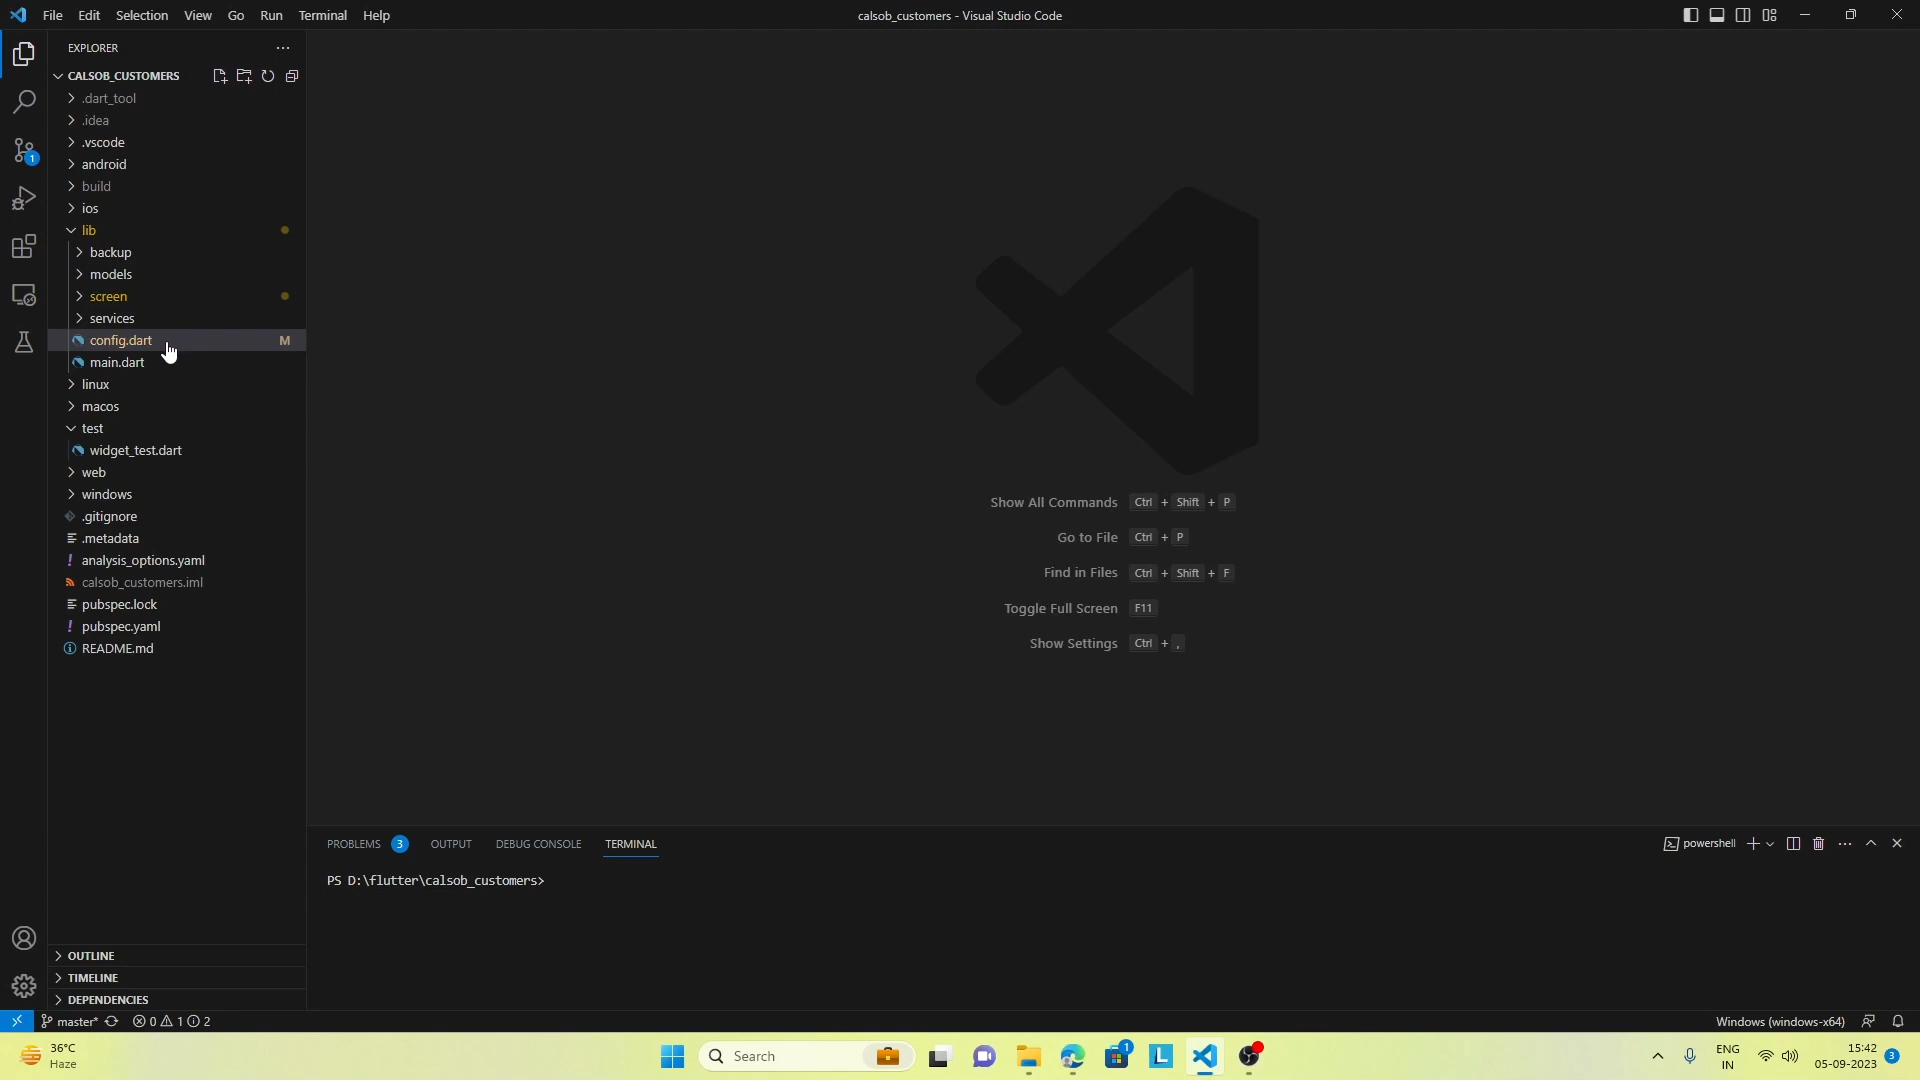 File Edit Selection View Go Run Terminal Help
calsob_customers - Visual Studio Code
EXPLORER
CALSOB_CUSTOMERS
.dart_tool
.idea
.vscode
android
build
ios
lib
backup
models
screen
services
config.dart M
main.dart
linux
macos
test
widget_test.dart
web
windows
.gitignore
.metadata
analysis_options.yaml
calsob_customers.iml
pubspec.lock
pubspec.yaml
README.md
OUTLINE
TIMELINE
DEPENDENCIES
1
Show All Commands Ctrl + Shift + P
Go to File Ctrl + P
Find in Files Ctrl + Shift + F
Toggle Full Screen F11
Show Settings Ctrl + ,
PROBLEMS 3 OUTPUT DEBUG CONSOLE TERMINAL
powershell
PS D:\flutter\calsob_customers>
master* 0 1 2
Windows (windows-x64)
36°C
Haze
Search
1
L
ENG
IN
15:42
05-09-2023
3